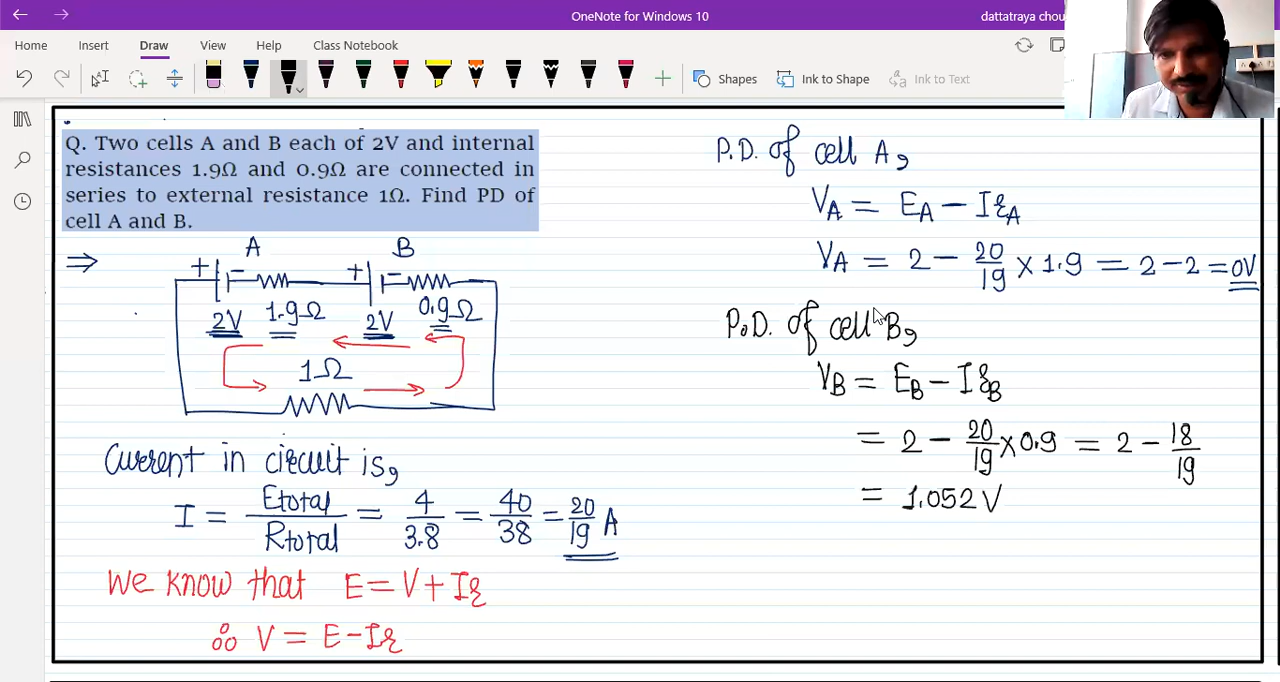 OneNote for Windows 10
dattatraya chou
Home Insert Draw View Help Class Notebook
Shapes Ink to Shape Ink to Text
Q. Two cells A and B each of 2V and internal
resistances 1.9Ω and 0.9Ω are connected in
series to external resistance 1Ω. Find PD of
cell A and B.
⇒
A B
+ - + -
2V 1.9Ω 2V 0.9Ω
1Ω
Current in circuit is,
I = Etotal / Rtotal = 4/3.8 = 40/38 = 20/19 A
We know that E = V + Ir
∴ V = E - Ir
P.D. of cell A,
VA = EA - IrA
VA = 2 - 20/19 × 1.9 = 2 - 2 = 0V
P.D. of cell B,
VB = EB - IrB
= 2 - 20/19 × 0.9 = 2 - 18/19
= 1.052 V